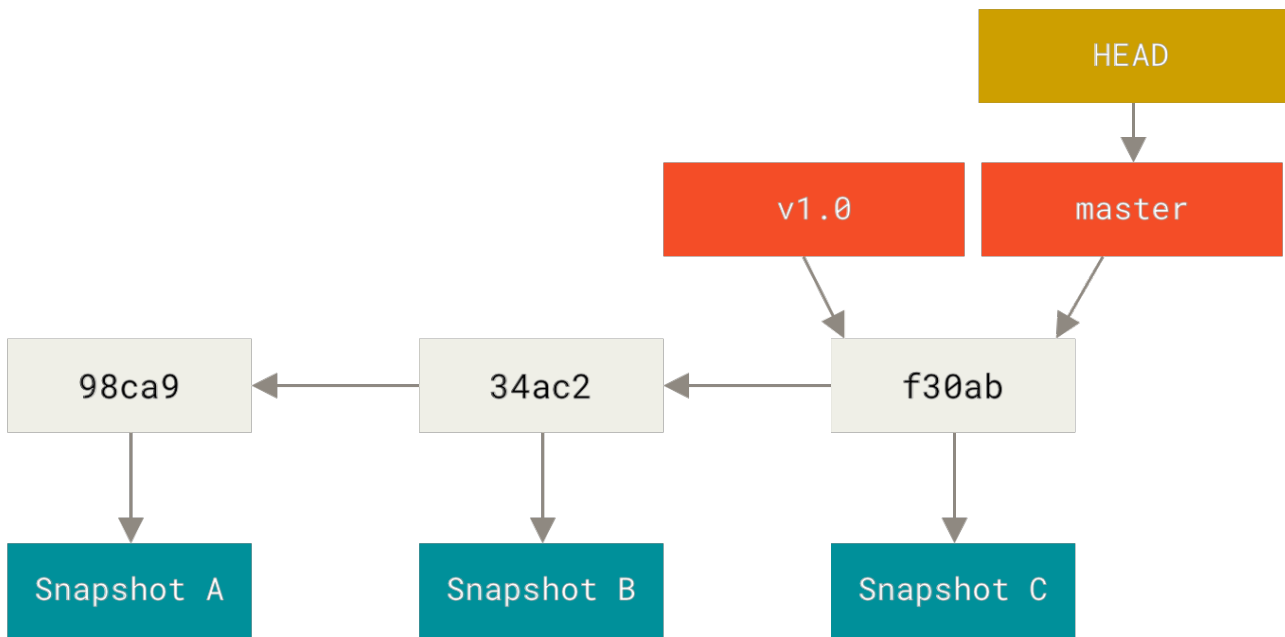 HEAD
v1.0
master
98ca9
34ac2
f30ab
Snapshot A
Snapshot B
Snapshot C